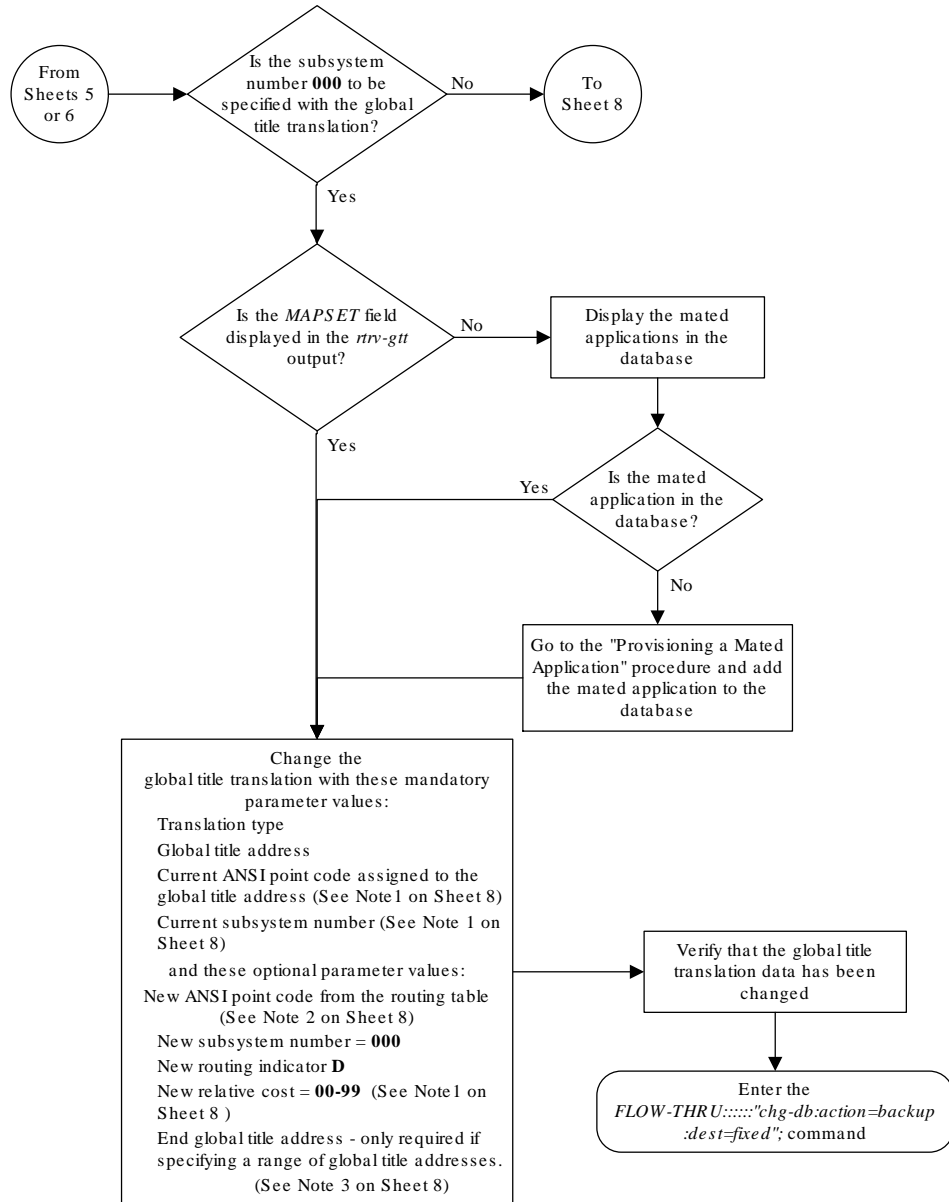 From
Sheets 5
or 6
Is the subsystem
number 000 to be
specified with the global
title translation?
No
To
Sheet 8
Yes
Is the MAPSET field
displayed in the rtrv-gtt
output?
No
Display the mated
applications in the
database
Yes
Is the mated
application in the
database?
Yes
No
Go to the "Provisioning a Mated
Application" procedure and add
the mated application to the
database
Change the
global title translation with these mandatory
parameter values:
Translation type
Global title address
Current ANSI point code assigned to the
global title address (See Note1 on Sheet 8)
Current subsystem number (See Note 1 on
Sheet 8)
and these optional parameter values:
New ANSI point code from the routing table
(See Note 2 on Sheet 8)
New subsystem number = 000
New routing indicator D
New relative cost = 00-99 (See Note1 on
Sheet 8 )
End global title address - only required if
specifying a range of global title addresses.
(See Note 3 on Sheet 8)
Verify that the global title
translation data has been
changed
Enter the
FLOW-THRU::::::"chg-db:action=backup
:dest=fixed"; command